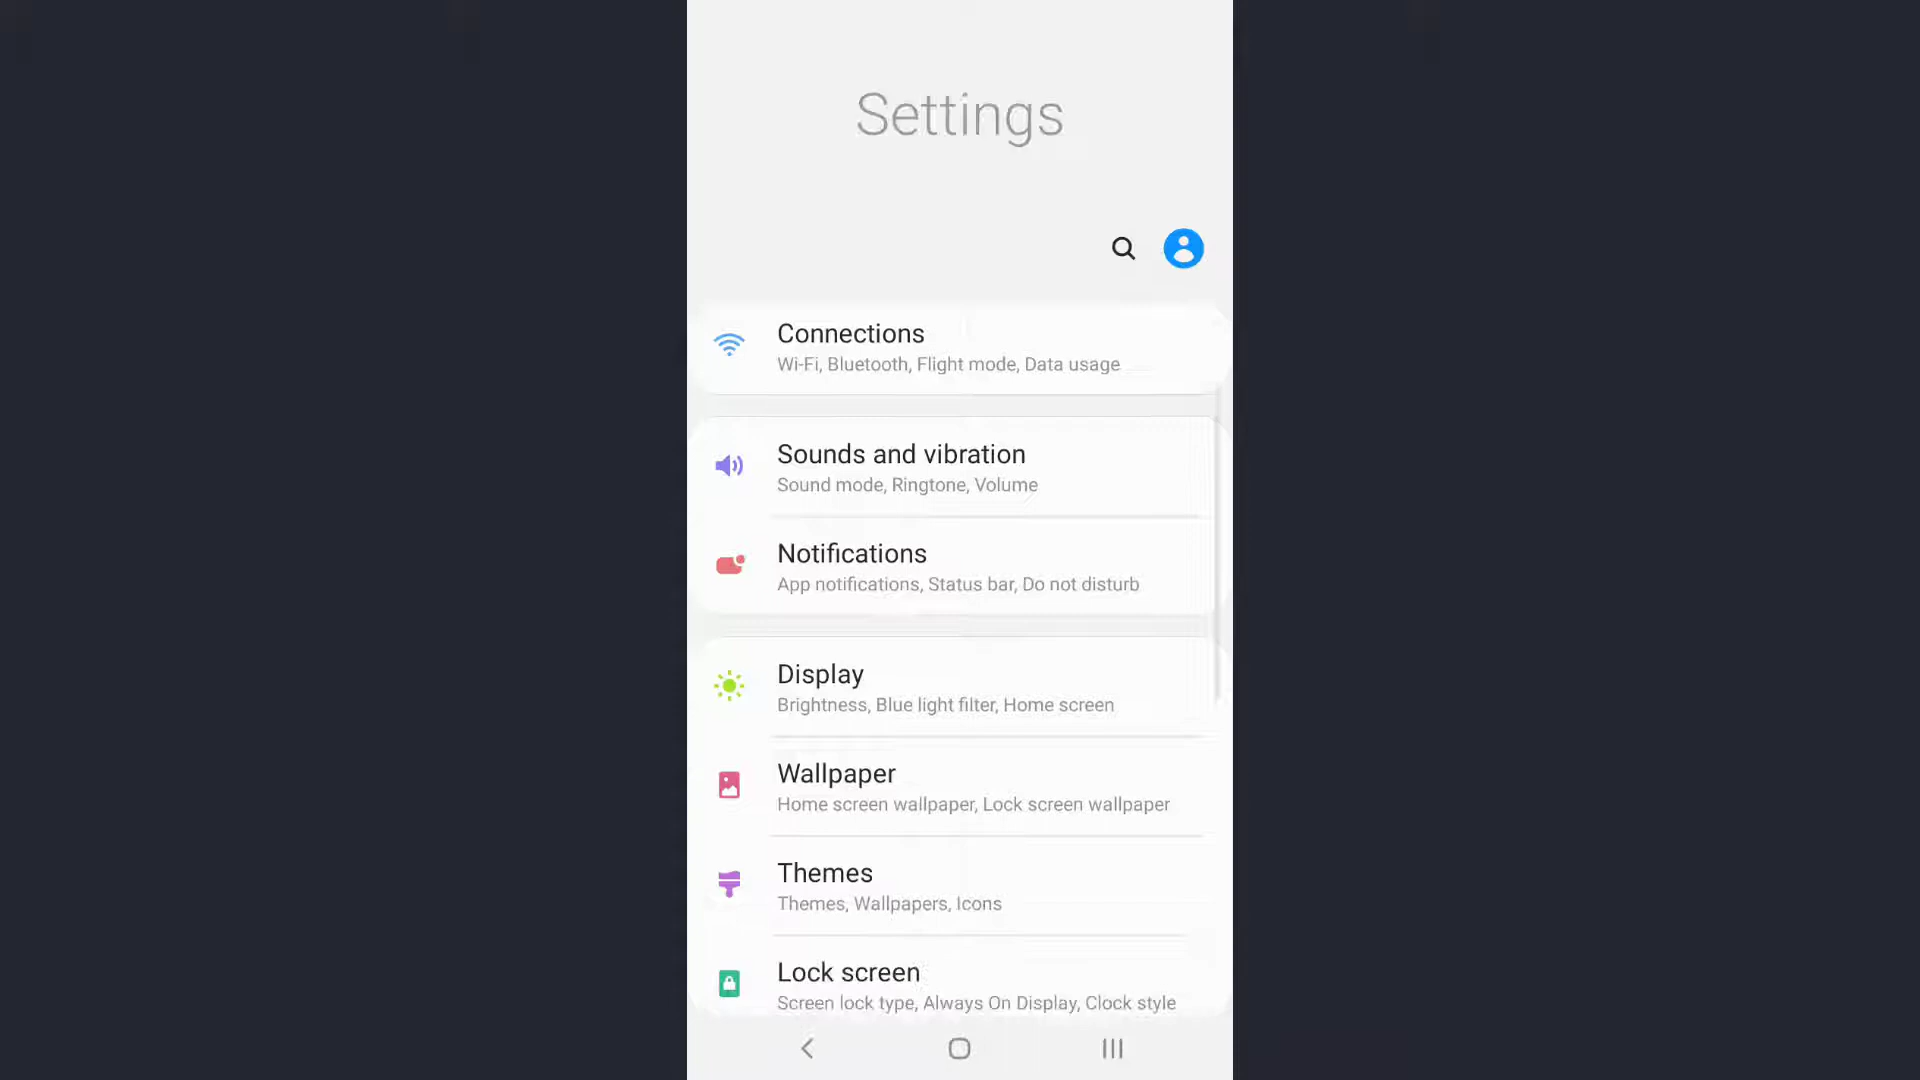 Settings
Connections
Wi-Fi, Bluetooth, Flight mode, Data usage
Sounds and vibration
Sound mode, Ringtone, Volume
Notifications
App notifications, Status bar, Do not disturb
Display
Brightness, Blue light filter, Home screen
Wallpaper
Home screen wallpaper, Lock screen wallpaper
Themes
Themes, Wallpapers, Icons
Lock screen
Screen lock type, Always On Display, Clock style